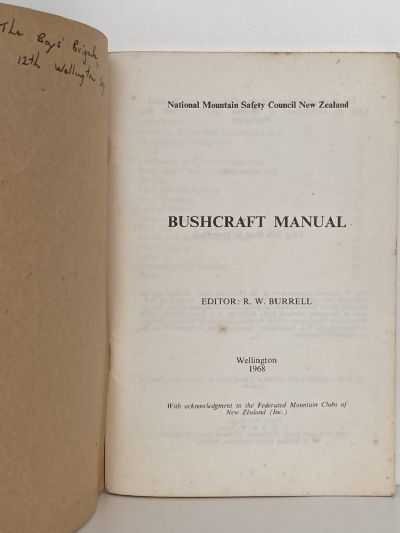 The Boys' Brigade,
12th Wellington Coy
National Mountain Safety Council New Zealand
BUSHCRAFT MANUAL
EDITOR: R. W. BURRELL
Wellington
1968
With acknowledgment to the Federated Mountain Clubs of
New Zealand (Inc.)